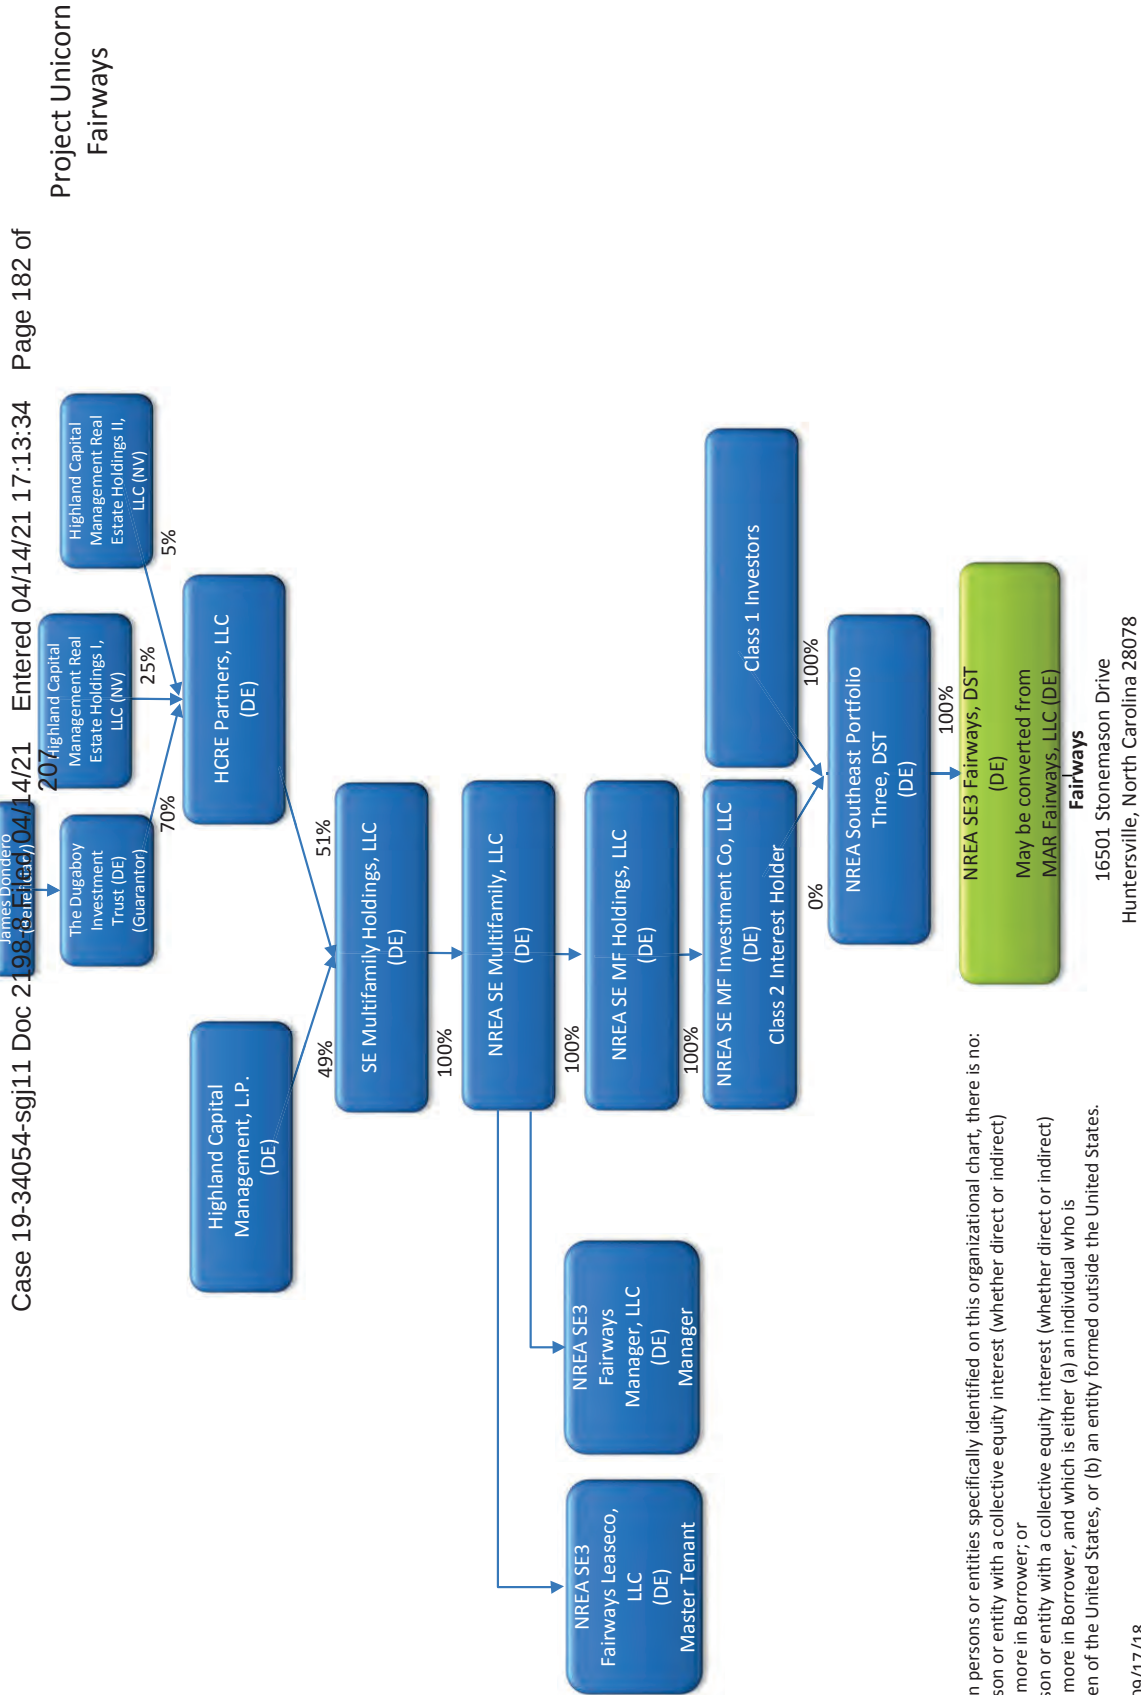 Case 19-34054-sgj11 Doc 2198-8 Filed 04/14/21 Entered 04/14/21 17:13:34 Page 182 of
207
Project Unicorn
Fairways
James Dondero
(Beneficiary)
The Dugaboy
Investment
Trust (DE)
(Guarantor)
70%
Highland Capital
Management Real
Estate Holdings I,
LLC (NV)
25%
Highland Capital
Management Real
Estate Holdings II,
LLC (NV)
5%
Highland Capital
Management, L.P.
(DE)
49%
HCRE Partners, LLC
(DE)
51%
SE Multifamily Holdings, LLC
(DE)
100%
NREA SE Multifamily, LLC
(DE)
100%
NREA SE3
Fairways Leaseco,
LLC
(DE)
Master Tenant
NREA SE3
Fairways
Manager, LLC
(DE)
Manager
NREA SE MF Holdings, LLC
(DE)
100%
NREA SE MF Investment Co, LLC
(DE)
Class 2 Interest Holder
0%
Class 1 Investors
100%
NREA Southeast Portfolio
Three, DST
(DE)
100%
NREA SE3 Fairways, DST
(DE)
May be converted from
MAR Fairways, LLC (DE)
Fairways
16501 Stonemason Drive
Huntersville, North Carolina 28078
n persons or entities specifically identified on this organizational chart, there is no:
son or entity with a collective equity interest (whether direct or indirect)
more in Borrower; or
son or entity with a collective equity interest (whether direct or indirect)
more in Borrower, and which is either (a) an individual who is
en of the United States, or (b) an entity formed outside the United States.
09/17/18